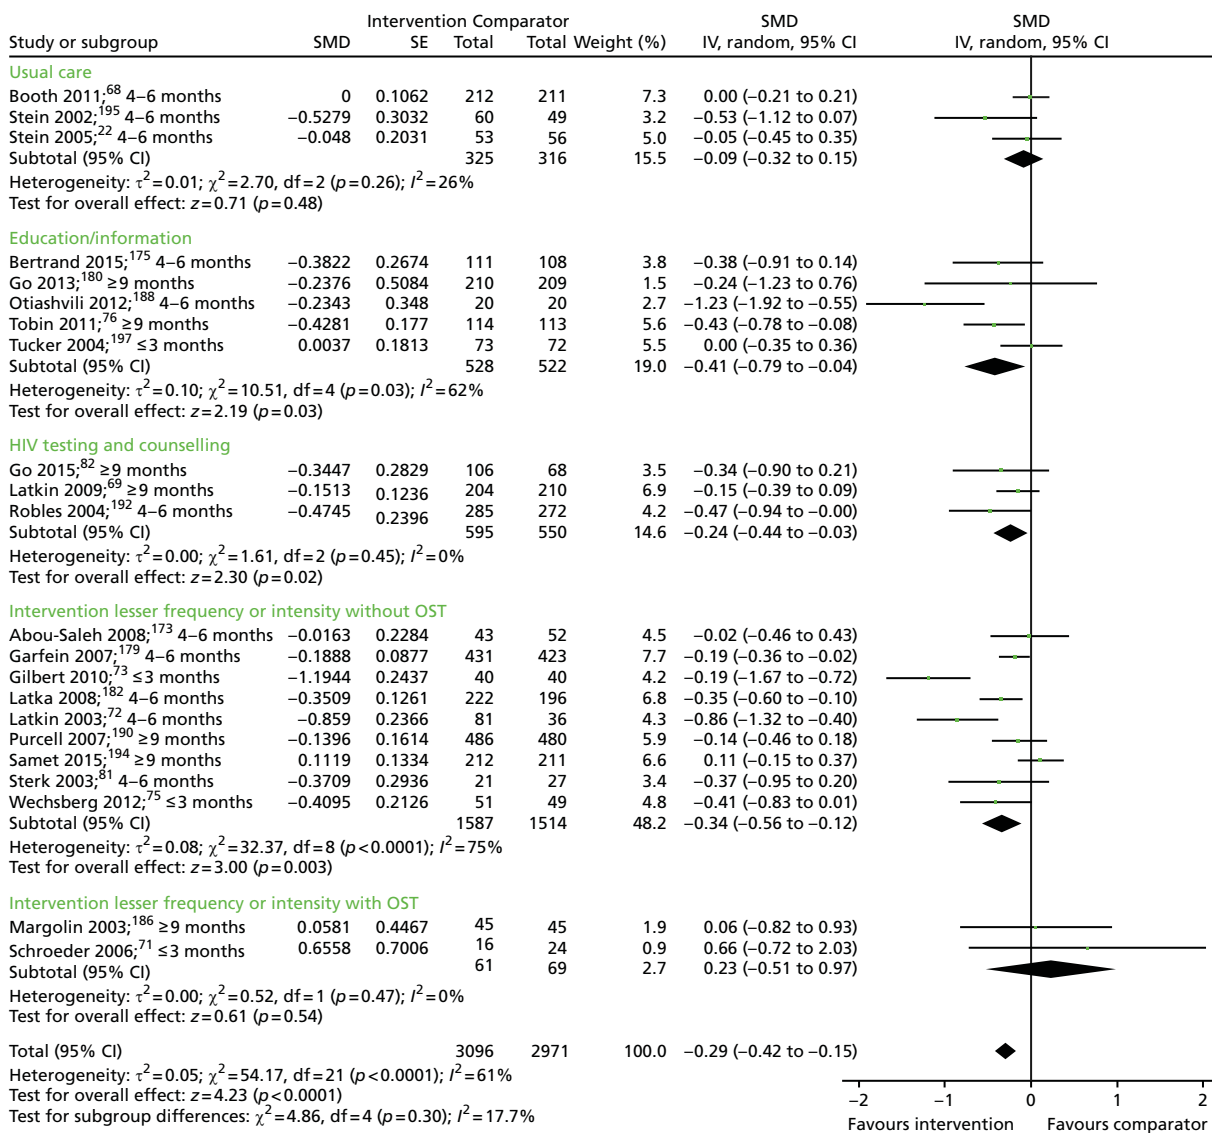 Intervention Comparator SMD SMD
Study or subgroup SMD SE Total Total Weight (%) IV, random, 95% CI IV, random, 95% CI
Usual care
Booth 2011;68 4–6 months 0 0.1062 212 211 7.3 0.00 (−0.21 to 0.21)
Stein 2002;195 4–6 months −0.5279 0.3032 60 49 3.2 −0.53 (−1.12 to 0.07)
Stein 2005;22 4–6 months −0.048 0.2031 53 56 5.0 −0.05 (−0.45 to 0.35)
Subtotal (95% CI) 325 316 15.5 −0.09 (−0.32 to 0.15)
Heterogeneity: τ2=0.01; χ2=2.70, df=2 (p=0.26); I2=26%
Test for overall effect: z=0.71 (p=0.48)
Education/information
Bertrand 2015;175 4–6 months −0.3822 0.2674 111 108 3.8 −0.38 (−0.91 to 0.14)
Go 2013;180 ≥9 months −0.2376 0.5084 210 209 1.5 −0.24 (−1.23 to 0.76)
Otiashvili 2012;188 4–6 months −0.2343 0.348 20 20 2.7 −1.23 (−1.92 to −0.55)
Tobin 2011;76 ≥9 months −0.4281 0.177 114 113 5.6 −0.43 (−0.78 to −0.08)
Tucker 2004;197 ≤3 months 0.0037 0.1813 73 72 5.5 0.00 (−0.35 to 0.36)
Subtotal (95% CI) 528 522 19.0 −0.41 (−0.79 to −0.04)
Heterogeneity: τ2=0.10; χ2=10.51, df=4 (p=0.03); I2=62%
Test for overall effect: z=2.19 (p=0.03)
HIV testing and counselling
Go 2015;82 ≥9 months −0.3447 0.2829 106 68 3.5 −0.34 (−0.90 to 0.21)
Latkin 2009;69 ≥9 months −0.1513 0.1236 204 210 6.9 −0.15 (−0.39 to 0.09)
Robles 2004;192 4–6 months −0.4745 0.2396 285 272 4.2 −0.47 (−0.94 to −0.00)
Subtotal (95% CI) 595 550 14.6 −0.24 (−0.44 to −0.03)
Heterogeneity: τ2=0.00; χ2=1.61, df=2 (p=0.45); I2=0%
Test for overall effect: z=2.30 (p=0.02)
Intervention lesser frequency or intensity without OST
Abou-Saleh 2008;173 4–6 months −0.0163 0.2284 43 52 4.5 −0.02 (−0.46 to 0.43)
Garfein 2007;179 4–6 months −0.1888 0.0877 431 423 7.7 −0.19 (−0.36 to −0.02)
Gilbert 2010;73 ≤3 months −1.1944 0.2437 40 40 4.2 −0.19 (−1.67 to −0.72)
Latka 2008;182 4–6 months −0.3509 0.1261 222 196 6.8 −0.35 (−0.60 to −0.10)
Latkin 2003;72 4–6 months −0.859 0.2366 81 36 4.3 −0.86 (−1.32 to −0.40)
Purcell 2007;190 ≥9 months −0.1396 0.1614 486 480 5.9 −0.14 (−0.46 to 0.18)
Samet 2015;194 ≥9 months 0.1119 0.1334 212 211 6.6 0.11 (−0.15 to 0.37)
Sterk 2003;81 4–6 months −0.3709 0.2936 21 27 3.4 −0.37 (−0.95 to 0.20)
Wechsberg 2012;75 ≤3 months −0.4095 0.2126 51 49 4.8 −0.41 (−0.83 to 0.01)
Subtotal (95% CI) 1587 1514 48.2 −0.34 (−0.56 to −0.12)
Heterogeneity: τ2=0.08; χ2=32.37, df=8 (p<0.0001); I2=75%
Test for overall effect: z=3.00 (p=0.003)
Intervention lesser frequency or intensity with OST
Margolin 2003;186 ≥9 months 0.0581 0.4467 45 45 1.9 0.06 (−0.82 to 0.93)
Schroeder 2006;71 ≤3 months 0.6558 0.7006 16 24 0.9 0.66 (−0.72 to 2.03)
Subtotal (95% CI) 61 69 2.7 0.23 (−0.51 to 0.97)
Heterogeneity: τ2=0.00; χ2=0.52, df=1 (p=0.47); I2=0%
Test for overall effect: z=0.61 (p=0.54)
Total (95% CI) 3096 2971 100.0 −0.29 (−0.42 to −0.15)
Heterogeneity: τ2=0.05; χ2=54.17, df=21 (p<0.0001); I2=61%
Test for overall effect: z=4.23 (p<0.0001)
Test for subgroup differences: χ2=4.86, df=4 (p=0.30); I2=17.7%
−2 −1 0 1 2
Favours intervention Favours comparator